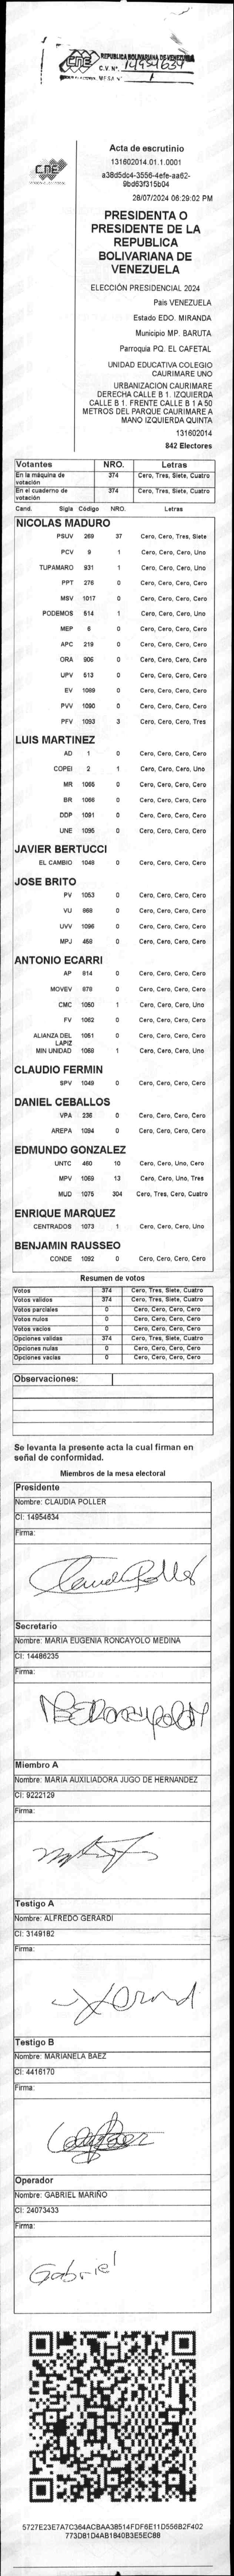 CNE
REPUBLICA BOLIVARIANA DE VENEZUELA
C.V. N° 14954634
MESA N° 1
CNE
Acta de escrutinio
131602014.01.1.0001
a38d5dc4-3556-4efe-aa62-
9bd63f315b04
28/07/2024 06:29:02 PM
PRESIDENTA O
PRESIDENTE DE LA
REPUBLICA
BOLIVARIANA DE
VENEZUELA
ELECCIÓN PRESIDENCIAL 2024
Pais VENEZUELA
Estado EDO. MIRANDA
Municipio MP. BARUTA
Parroquia PQ. EL CAFETAL
UNIDAD EDUCATIVA COLEGIO
CAURIMARE UNO
URBANIZACION CAURIMARE
DERECHA CALLE B 1. IZQUIERDA
CALLE B 1. FRENTE CALLE B 1 A 50
METROS DEL PARQUE CAURIMARE A
MANO IZQUIERDA QUINTA
131602014
842 Electores
Votantes NRO. Letras
En la máquina de votación 374 Cero, Tres, Siete, Cuatro
En el cuaderno de votación 374 Cero, Tres, Siete, Cuatro
Cand. Sigla Código NRO. Letras
NICOLAS MADURO
PSUV 269 37 Cero, Cero, Tres, Siete
PCV 9 1 Cero, Cero, Cero, Uno
TUPAMARO 931 1 Cero, Cero, Cero, Uno
PPT 276 0 Cero, Cero, Cero, Cero
MSV 1017 0 Cero, Cero, Cero, Cero
PODEMOS 514 1 Cero, Cero, Cero, Uno
MEP 6 0 Cero, Cero, Cero, Cero
APC 219 0 Cero, Cero, Cero, Cero
ORA 906 0 Cero, Cero, Cero, Cero
UPV 513 0 Cero, Cero, Cero, Cero
EV 1089 0 Cero, Cero, Cero, Cero
PVV 1090 0 Cero, Cero, Cero, Cero
PFV 1093 3 Cero, Cero, Cero, Tres
LUIS MARTINEZ
AD 1 0 Cero, Cero, Cero, Cero
COPEI 2 1 Cero, Cero, Cero, Uno
MR 1065 0 Cero, Cero, Cero, Cero
BR 1066 0 Cero, Cero, Cero, Cero
DDP 1091 0 Cero, Cero, Cero, Cero
UNE 1095 0 Cero, Cero, Cero, Cero
JAVIER BERTUCCI
EL CAMBIO 1048 0 Cero, Cero, Cero, Cero
JOSE BRITO
PV 1053 0 Cero, Cero, Cero, Cero
VU 868 0 Cero, Cero, Cero, Cero
UVV 1096 0 Cero, Cero, Cero, Cero
MPJ 458 0 Cero, Cero, Cero, Cero
ANTONIO ECARRI
AP 814 0 Cero, Cero, Cero, Cero
MOVEV 879 0 Cero, Cero, Cero, Cero
CMC 1050 1 Cero, Cero, Cero, Uno
FV 1062 0 Cero, Cero, Cero, Cero
ALIANZA DEL LAPIZ 1051 0 Cero, Cero, Cero, Cero
MIN UNIDAD 1068 1 Cero, Cero, Cero, Uno
CLAUDIO FERMIN
SPV 1049 0 Cero, Cero, Cero, Cero
DANIEL CEBALLOS
VPA 236 0 Cero, Cero, Cero, Cero
AREPA 1094 0 Cero, Cero, Cero, Cero
EDMUNDO GONZALEZ
UNTC 460 10 Cero, Cero, Uno, Cero
MPV 1069 13 Cero, Cero, Uno, Tres
MUD 1075 304 Cero, Tres, Cero, Cuatro
ENRIQUE MARQUEZ
CENTRADOS 1073 1 Cero, Cero, Cero, Uno
BENJAMIN RAUSSEO
CONDE 1092 0 Cero, Cero, Cero, Cero
Resumen de votos
Votos 374 Cero, Tres, Siete, Cuatro
Votos validos 374 Cero, Tres, Siete, Cuatro
Votos parciales 0 Cero, Cero, Cero, Cero
Votos nulos 0 Cero, Cero, Cero, Cero
Votos vacios 0 Cero, Cero, Cero, Cero
Opciones validas 374 Cero, Tres, Siete, Cuatro
Opciones nulas 0 Cero, Cero, Cero, Cero
Opciones vacias 0 Cero, Cero, Cero, Cero
Observaciones:
Se levanta la presente acta la cual firman en
señal de conformidad.
Miembros de la mesa electoral
Presidente
Nombre: CLAUDIA POLLER
CI: 14954634
Firma:
Claudia Poller
Secretario
Nombre: MARIA EUGENIA RONCAYOLO MEDINA
CI: 14486235
Firma:
Miembro A
Nombre: MARIA AUXILIADORA JUGO DE HERNANDEZ
CI: 9222129
Firma:
Testigo A
Nombre: ALFREDO GERARDI
CI: 3149182
Firma:
Testigo B
Nombre: MARIANELA BAEZ
CI: 4416170
Firma:
Operador
Nombre: GABRIEL MARIÑO
CI: 24073433
Firma:
Gabriel
5727E23E7A7C364ACBAA38514FDF6E11D556B2F402
773D81D4AB1840B3E5EC88